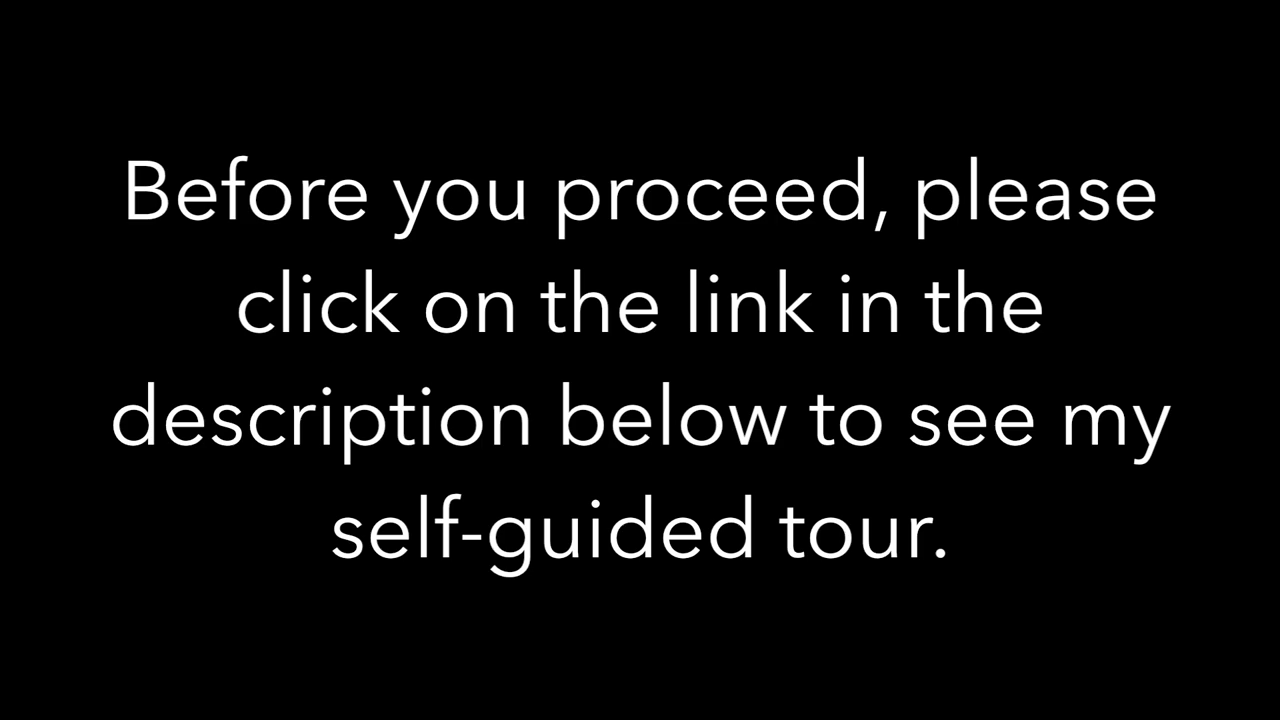 Before you proceed, please
click on the link in the
description below to see my
self-guided tour.